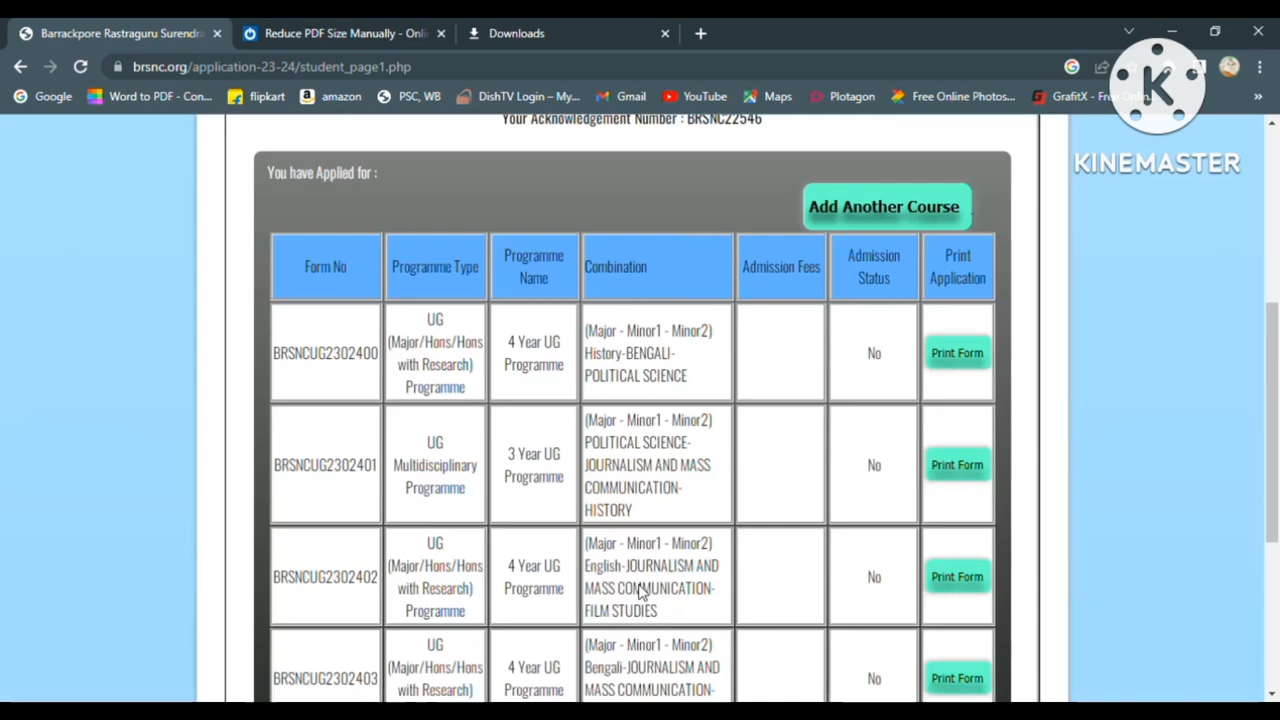 Barrackpore Rastraguru Surendra
Reduce PDF Size Manually - Onli
Downloads
brsnc.org/application-23-24/student_page1.php
Google
Word to PDF - Con...
flipkart
amazon
PSC, WB
DishTV Login – My...
Gmail
YouTube
Maps
Plotagon
Free Online Photos...
GrafitX - Free Onlin...
K
KINEMASTER
Your Acknowledgement Number : BRSNC22546
You have Applied for :
Add Another Course
Form No
Programme Type
Programme
Name
Combination
Admission Fees
Admission
Status
Print
Application
BRSNCUG2302400
UG
(Major/Hons/Hons
with Research)
Programme
4 Year UG
Programme
(Major - Minor1 - Minor2)
History-BENGALI-
POLITICAL SCIENCE
No
Print Form
BRSNCUG2302401
UG
Multidisciplinary
Programme
3 Year UG
Programme
(Major - Minor1 - Minor2)
POLITICAL SCIENCE-
JOURNALISM AND MASS
COMMUNICATION-
HISTORY
No
Print Form
BRSNCUG2302402
UG
(Major/Hons/Hons
with Research)
Programme
4 Year UG
Programme
(Major - Minor1 - Minor2)
English-JOURNALISM AND
MASS COMMUNICATION-
FILM STUDIES
No
Print Form
BRSNCUG2302403
UG
(Major/Hons/Hons
with Research)
4 Year UG
Programme
(Major - Minor1 - Minor2)
Bengali-JOURNALISM AND
MASS COMMUNICATION-
No
Print Form